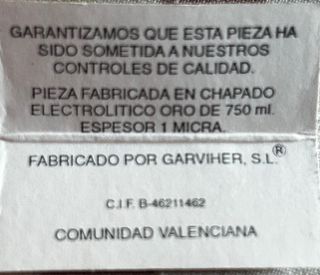 GARANTIZAMOS QUE ESTA PIEZA HA
SIDO SOMETIDA A NUESTROS
CONTROLES DE CALIDAD.
PIEZA FABRICADA EN CHAPADO
ELECTROLITICO ORO DE 750 ml.
ESPESOR 1 MICRA.
FABRICADO POR GARVIHER, S.L.®
C.I.F. B-46211462
COMUNIDAD VALENCIANA